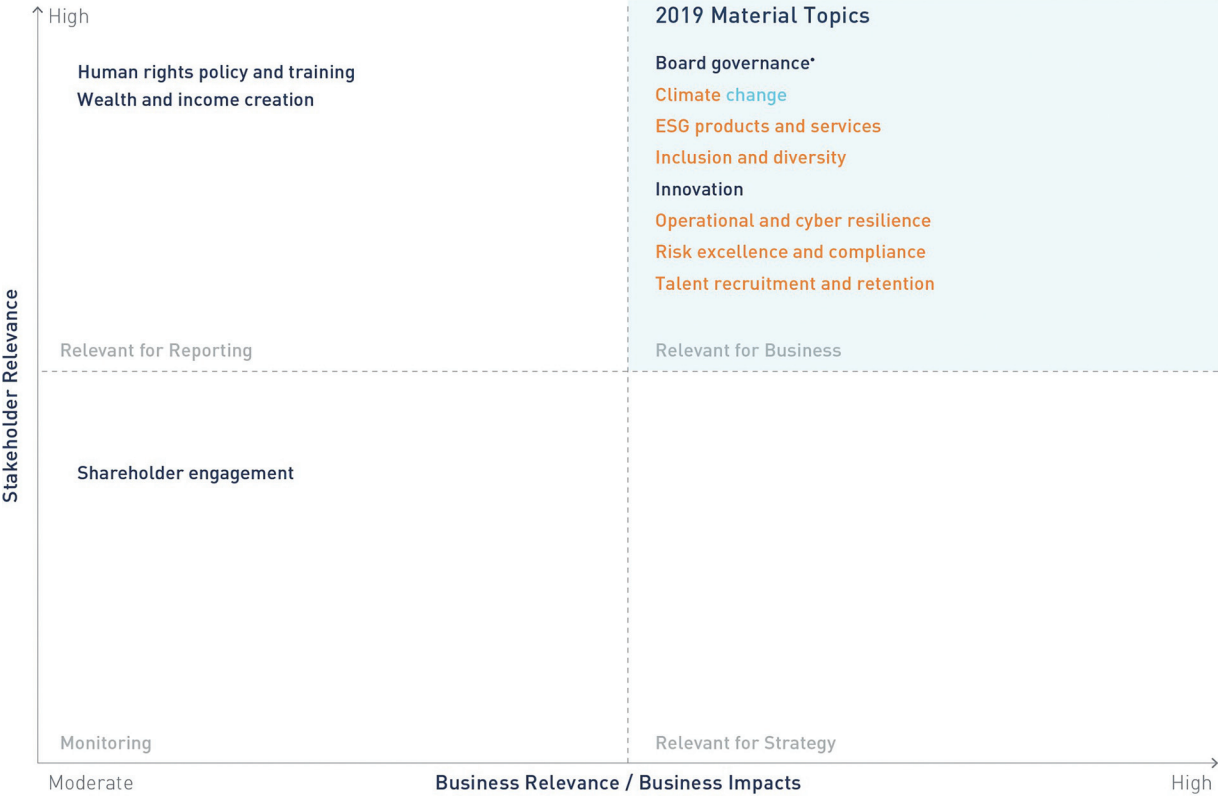 High
Human rights policy and training
Wealth and income creation
Relevant for Reporting
2019 Material Topics
Board governance•
Climate change
ESG products and services
Inclusion and diversity
Innovation
Operational and cyber resilience
Risk excellence and compliance
Talent recruitment and retention
Relevant for Business
Stakeholder Relevance
Shareholder engagement
Monitoring
Relevant for Strategy
Moderate
Business Relevance / Business Impacts
High